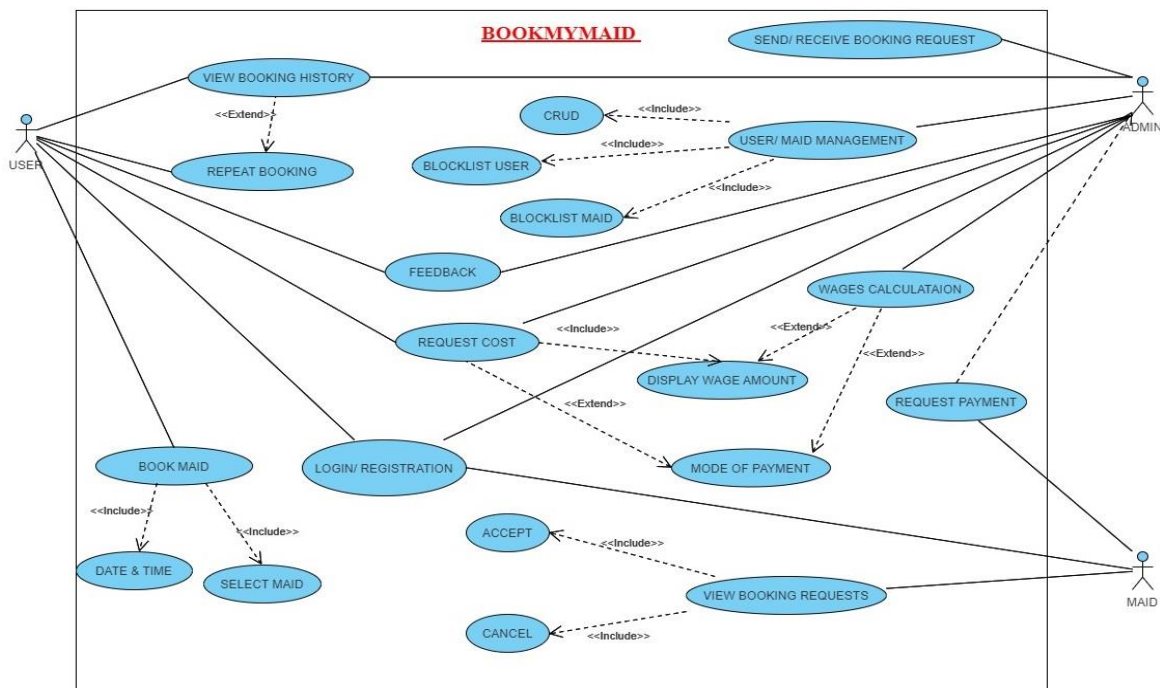 BOOKMYMAID
SEND/ RECEIVE BOOKING REQUEST
VIEW BOOKING HISTORY
<<Extend>>
CRUD
<<Include>>
USER/ MAID MANAGEMENT
ADMIN
<<Include>>
BLOCKLIST USER
USER
REPEAT BOOKING
<<Include>>
BLOCKLIST MAID
FEEDBACK
WAGES CALCULATAION
REQUEST COST
<<Include>>
<<Extend>>
<<Extend>>
DISPLAY WAGE AMOUNT
<<Extend>>
REQUEST PAYMENT
BOOK MAID
LOGIN/ REGISTRATION
MODE OF PAYMENT
<<Include>>
<<Include>>
ACCEPT
<<Include>>
DATE & TIME
SELECT MAID
VIEW BOOKING REQUESTS
MAID
CANCEL
<<Include>>